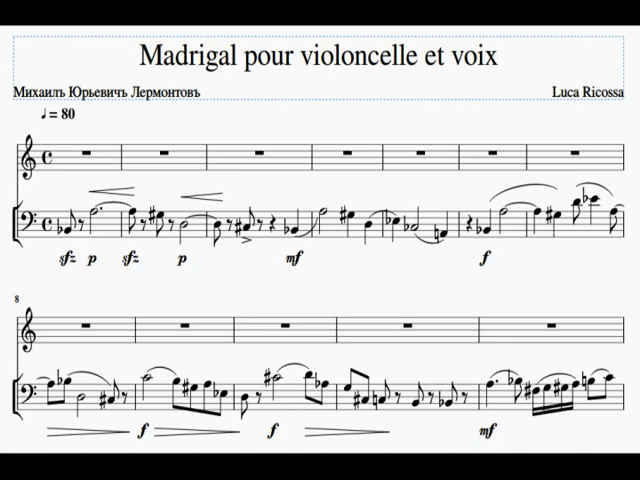 Madrigal pour violoncelle et voix
Михаилъ Юрьевичъ Лермонтовъ
Luca Ricossa
♩ = 80
sfz p sfz p mf f
8
f f mf